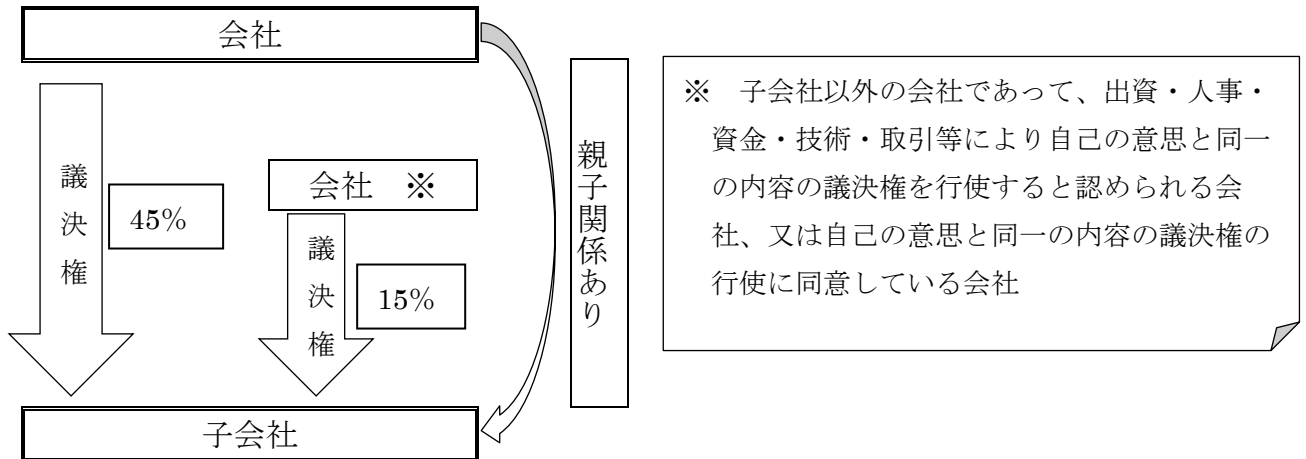 会社
議決権
45%
会社　※
議決権
15%
子会社
親子関係あり
※　子会社以外の会社であって、出資・人事・
資金・技術・取引等により自己の意思と同一
の内容の議決権を行使すると認められる会
社、又は自己の意思と同一の内容の議決権の
行使に同意している会社